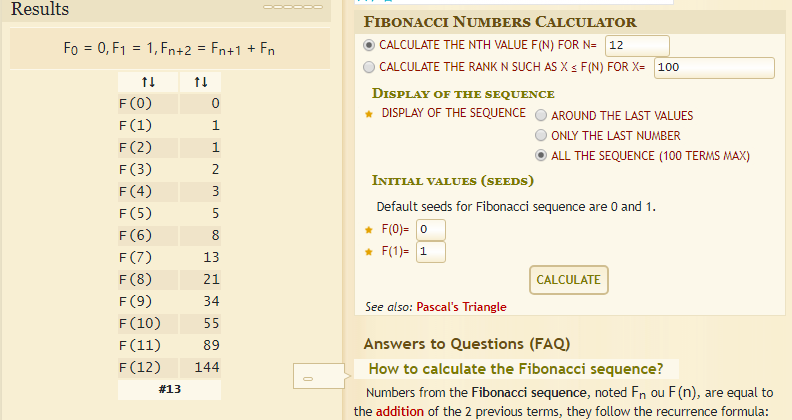 Results
F0 = 0, F1 = 1, Fn+2 = Fn+1 + Fn
↑↓ ↑↓
F(0) 0
F(1) 1
F(2) 1
F(3) 2
F(4) 3
F(5) 5
F(6) 8
F(7) 13
F(8) 21
F(9) 34
F(10) 55
F(11) 89
F(12) 144
#13
Fibonacci Numbers Calculator
CALCULATE THE NTH VALUE F(N) FOR N= 12
CALCULATE THE RANK N SUCH AS X ≤ F(N) FOR X= 100
Display of the sequence
★ DISPLAY OF THE SEQUENCE
AROUND THE LAST VALUES
ONLY THE LAST NUMBER
ALL THE SEQUENCE (100 TERMS MAX)
Initial values (seeds)
Default seeds for Fibonacci sequence are 0 and 1.
★ F(0)= 0
★ F(1)= 1
CALCULATE
See also: Pascal's Triangle
Answers to Questions (FAQ)
How to calculate the Fibonacci sequence?
Numbers from the Fibonacci sequence, noted Fn ou F(n), are equal to
the addition of the 2 previous terms, they follow the recurrence formula: